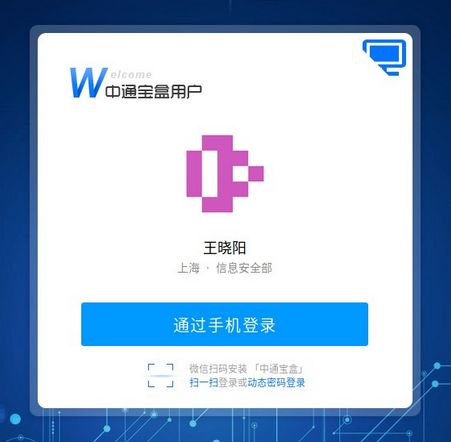 Welcome
中通宝盒用户
王晓阳
上海 · 信息安全部
通过手机登录
微信扫码安装 「中通宝盒」
扫一扫登录或动态密码登录